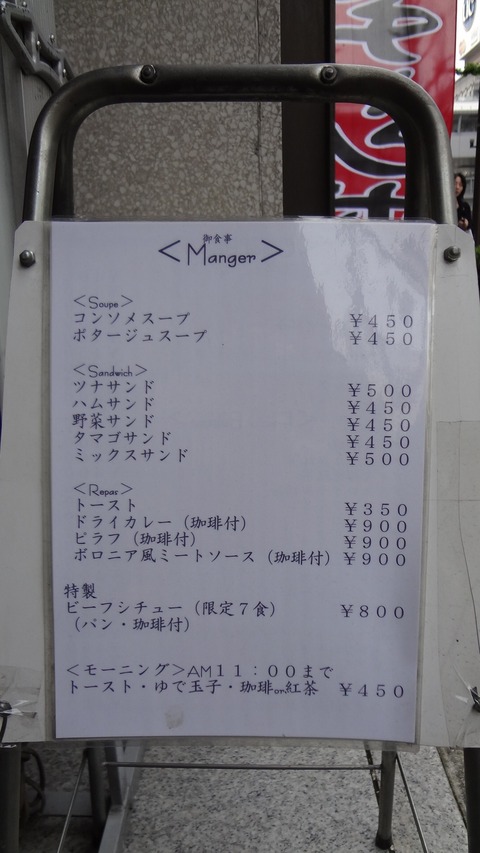 御食事
＜Manger＞
＜Soupe＞
コンソメスープ ￥４５０
ポタージュスープ ￥４５０
＜Sandwich＞
ツナサンド ￥５００
ハムサンド ￥４５０
野菜サンド ￥４５０
タマゴサンド ￥４５０
ミックスサンド ￥５００
＜Repas＞
トースト ￥３５０
ドライカレー（珈琲付） ￥９００
ピラフ（珈琲付） ￥９００
ボロニア風ミートソース（珈琲付） ￥９００
特製
ビーフシチュー（限定７食） ￥８００
（パン・珈琲付）
＜モーニング＞AM１１：００まで
トースト・ゆで玉子・珈琲or紅茶 ￥４５０